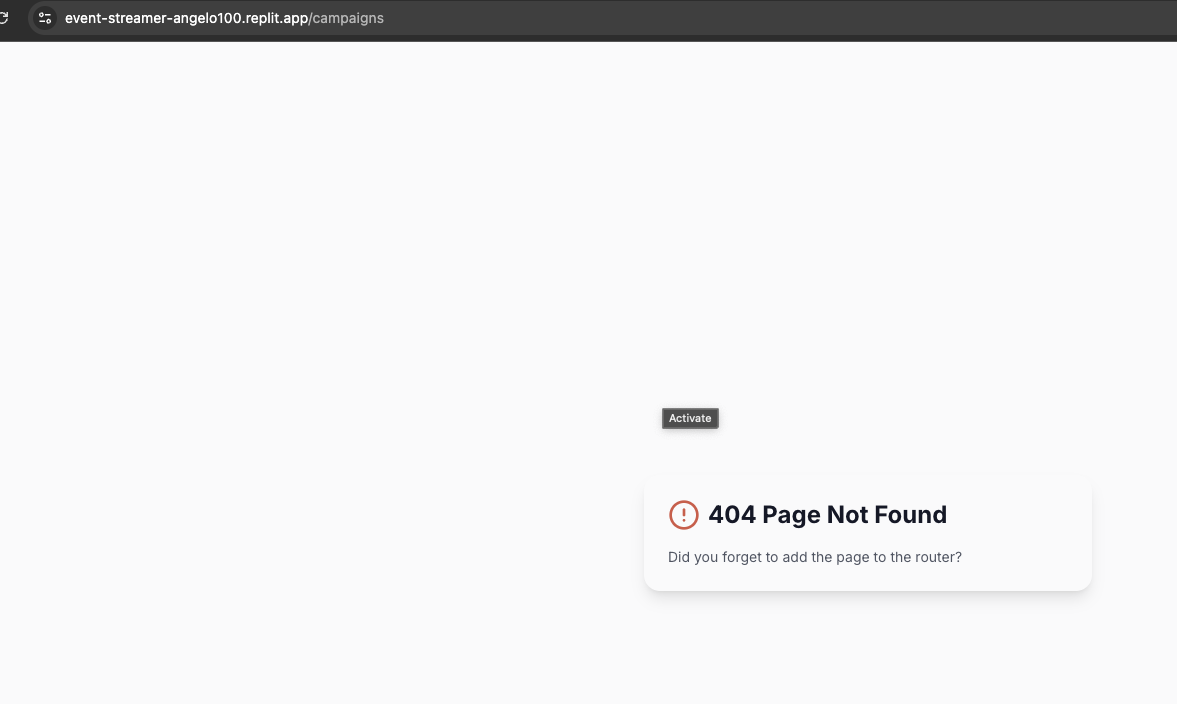 event-streamer-angelo100.replit.app/campaigns
Activate
404 Page Not Found
Did you forget to add the page to the router?